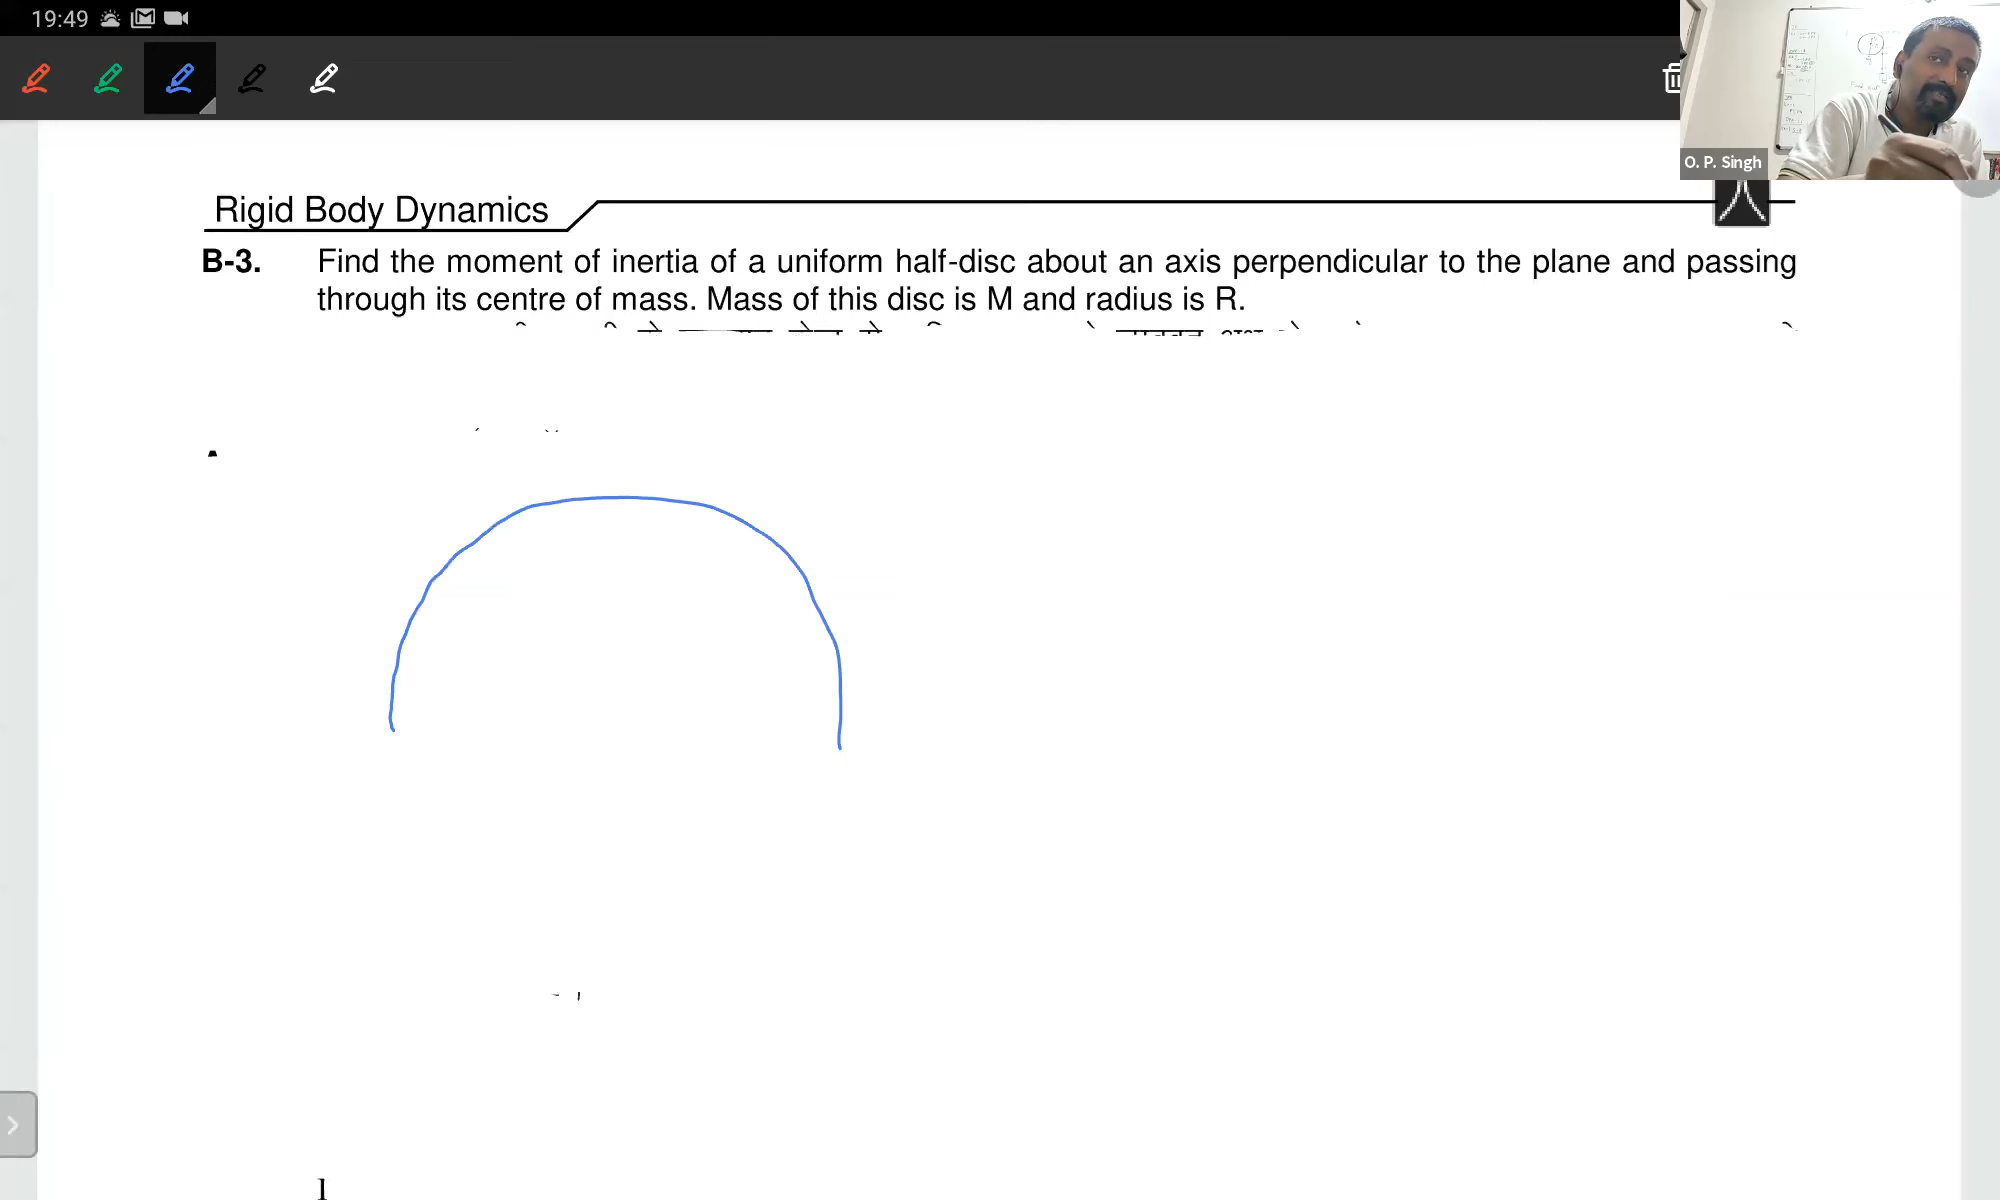 19:49
O. P. Singh
Rigid Body Dynamics
B-3. Find the moment of inertia of a uniform half-disc about an axis perpendicular to the plane and passing
through its centre of mass. Mass of this disc is M and radius is R.